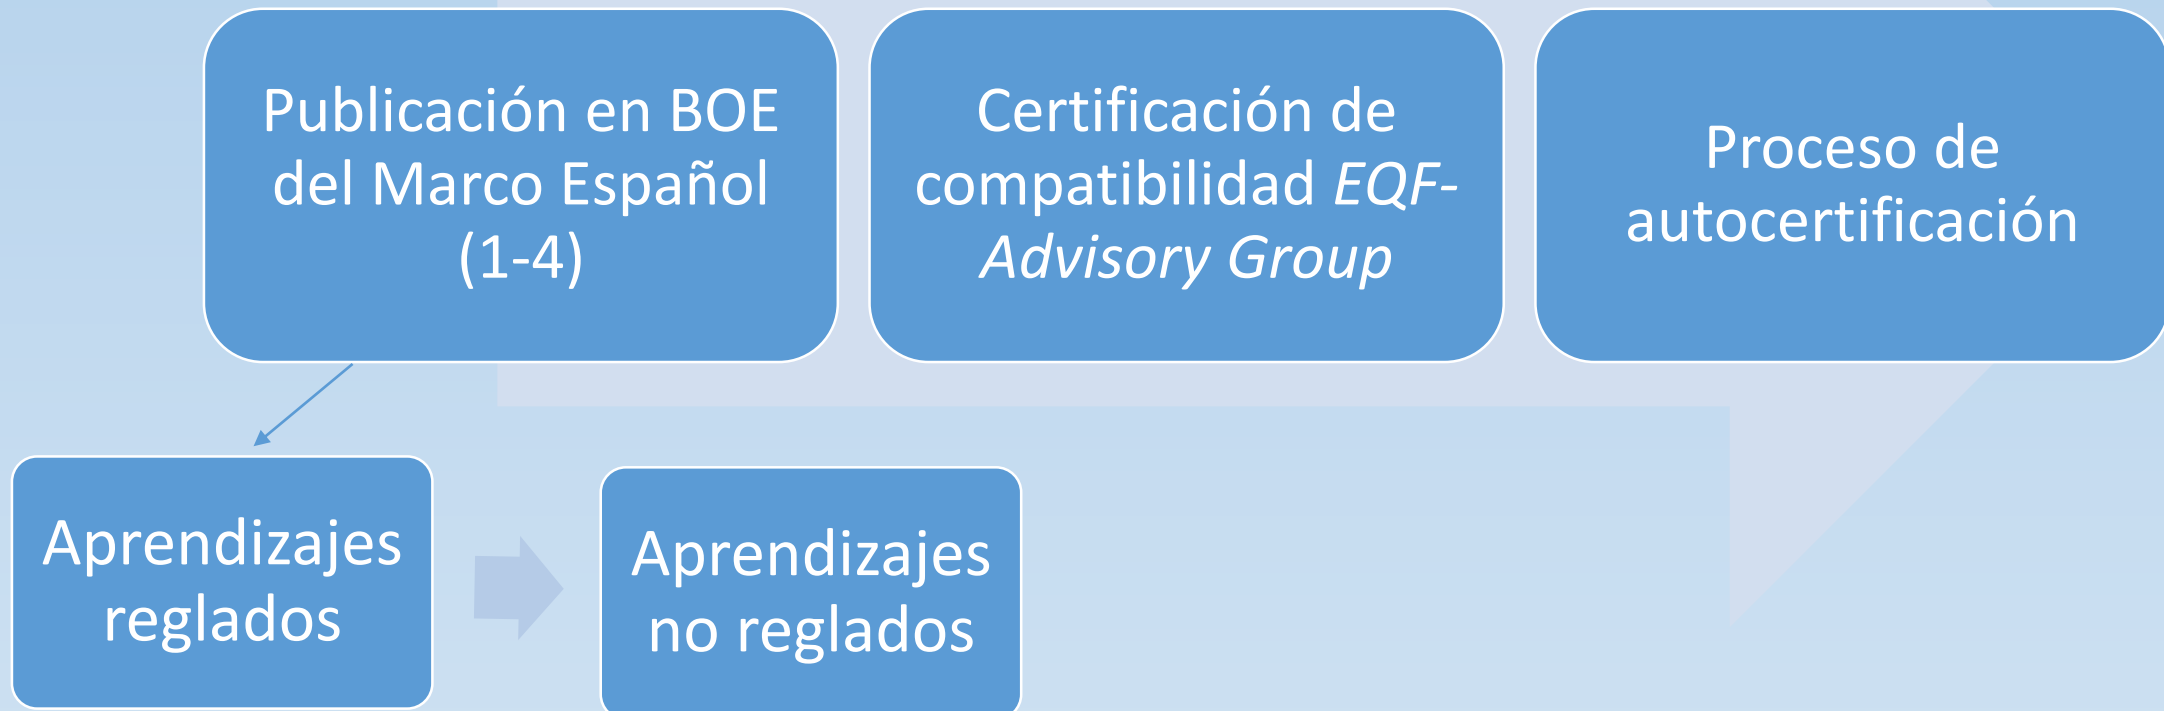 Publicación en BOE
del Marco Español
(1-4)
Certificación de
compatibilidad EQF-
Advisory Group
Proceso de
autocertificación
Aprendizajes
reglados
Aprendizajes
no reglados